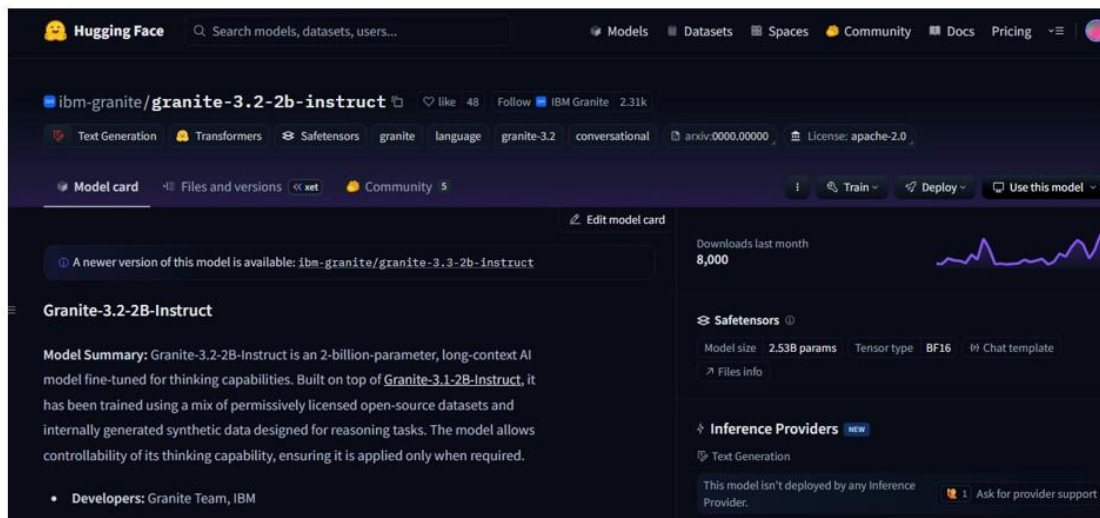 Hugging Face
Search models, datasets, users...
Models Datasets Spaces Community Docs Pricing
ibm-granite/granite-3.2-2b-instruct like 48 Follow IBM Granite 2.31k
Text Generation Transformers Safetensors granite language granite-3.2 conversational arxiv:0000.00000 License: apache-2.0
Model card Files and versions xet Community 5
Train Deploy Use this model
Edit model card
A newer version of this model is available: ibm-granite/granite-3.3-2b-instruct
Granite-3.2-2B-Instruct
Model Summary: Granite-3.2-2B-Instruct is an 2-billion-parameter, long-context AI
model fine-tuned for thinking capabilities. Built on top of Granite-3.1-2B-Instruct, it
has been trained using a mix of permissively licensed open-source datasets and
internally generated synthetic data designed for reasoning tasks. The model allows
controllability of its thinking capability, ensuring it is applied only when required.
• Developers: Granite Team, IBM
Downloads last month
8,000
Safetensors
Model size 2.53B params Tensor type BF16 Chat template
Files info
Inference Providers NEW
Text Generation
This model isn't deployed by any Inference
Provider.
1 Ask for provider support